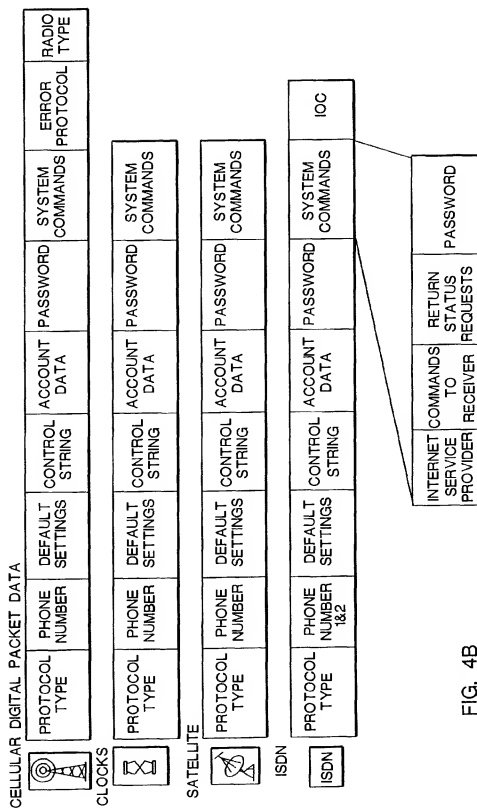 CELLULAR DIGITAL PACKET DATA
PROTOCOL TYPE
PHONE NUMBER
DEFAULT SETTINGS
CONTROL STRING
ACCOUNT DATA
PASSWORD
SYSTEM COMMANDS
ERROR PROTOCOL
RADIO TYPE
CLOCKS
PROTOCOL TYPE
PHONE NUMBER
DEFAULT SETTINGS
CONTROL STRING
ACCOUNT DATA
PASSWORD
SYSTEM COMMANDS
SATELLITE
PROTOCOL TYPE
PHONE NUMBER
DEFAULT SETTINGS
CONTROL STRING
ACCOUNT DATA
PASSWORD
SYSTEM COMMANDS
ISDN
ISDN
PROTOCOL TYPE
PHONE NUMBER 1&2
DEFAULT SETTINGS
CONTROL STRING
ACCOUNT DATA
PASSWORD
SYSTEM COMMANDS
IOC
INTERNET SERVICE PROVIDER
COMMANDS TO RECEIVER
RETURN STATUS REQUESTS
PASSWORD
FIG. 4B